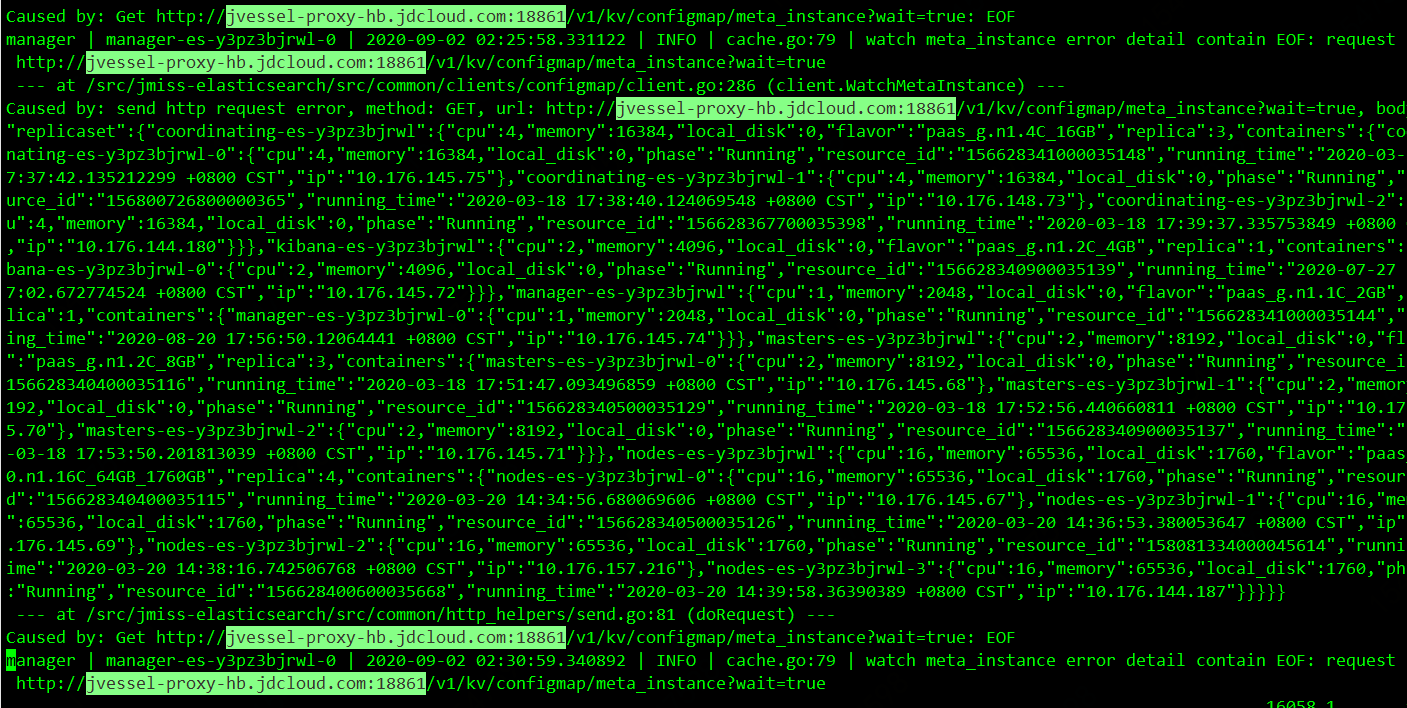 Caused by: Get http://jvessel-proxy-hb.jdcloud.com:18861/v1/kv/configmap/meta_instance?wait=true: EOF
manager | manager-es-y3pz3bjrwl-0 | 2020-09-02 02:25:58.331122 | INFO | cache.go:79 | watch meta_instance error detail contain EOF: request
http://jvessel-proxy-hb.jdcloud.com:18861/v1/kv/configmap/meta_instance?wait=true
--- at /src/jmiss-elasticsearch/src/common/clients/configmap/client.go:286 (client.WatchMetaInstance) ---
Caused by: send http request error, method: GET, url: http://jvessel-proxy-hb.jdcloud.com:18861/v1/kv/configmap/meta_instance?wait=true, bod
"replicaset":{"coordinating-es-y3pz3bjrwl":{"cpu":4,"memory":16384,"local_disk":0,"flavor":"paas_g.n1.4C_16GB","replica":3,"containers":{"co
nating-es-y3pz3bjrwl-0":{"cpu":4,"memory":16384,"local_disk":0,"phase":"Running","resource_id":"156628341000035148","running_time":"2020-03-
7:37:42.135212299 +0800 CST","ip":"10.176.145.75"},"coordinating-es-y3pz3bjrwl-1":{"cpu":4,"memory":16384,"local_disk":0,"phase":"Running","
urce_id":"156800726800000365","running_time":"2020-03-18 17:38:40.124069548 +0800 CST","ip":"10.176.148.73"},"coordinating-es-y3pz3bjrwl-2":
u":4,"memory":16384,"local_disk":0,"phase":"Running","resource_id":"156628367700035398","running_time":"2020-03-18 17:39:37.335753849 +0800
,"ip":"10.176.144.180"}}},"kibana-es-y3pz3bjrwl":{"cpu":2,"memory":4096,"local_disk":0,"flavor":"paas_g.n1.2C_4GB","replica":1,"containers":
bana-es-y3pz3bjrwl-0":{"cpu":2,"memory":4096,"local_disk":0,"phase":"Running","resource_id":"156628340900035139","running_time":"2020-07-27
7:02.672774524 +0800 CST","ip":"10.176.145.72"}}},"manager-es-y3pz3bjrwl":{"cpu":1,"memory":2048,"local_disk":0,"flavor":"paas_g.n1.1C_2GB",
lica":1,"containers":{"manager-es-y3pz3bjrwl-0":{"cpu":1,"memory":2048,"local_disk":0,"phase":"Running","resource_id":"156628341000035144","
ing_time":"2020-08-20 17:56:50.12064441 +0800 CST","ip":"10.176.145.74"}}},"masters-es-y3pz3bjrwl":{"cpu":2,"memory":8192,"local_disk":0,"fl
":"paas_g.n1.2C_8GB","replica":3,"containers":{"masters-es-y3pz3bjrwl-0":{"cpu":2,"memory":8192,"local_disk":0,"phase":"Running","resource_i
156628340400035116","running_time":"2020-03-18 17:51:47.093496859 +0800 CST","ip":"10.176.145.68"},"masters-es-y3pz3bjrwl-1":{"cpu":2,"memor
192,"local_disk":0,"phase":"Running","resource_id":"156628340500035129","running_time":"2020-03-18 17:52:56.440660811 +0800 CST","ip":"10.17
5.70"},"masters-es-y3pz3bjrwl-2":{"cpu":2,"memory":8192,"local_disk":0,"phase":"Running","resource_id":"156628340900035137","running_time":"
-03-18 17:53:50.201813039 +0800 CST","ip":"10.176.145.71"}}},"nodes-es-y3pz3bjrwl":{"cpu":16,"memory":65536,"local_disk":1760,"flavor":"paas_
0.n1.16C_64GB_1760GB","replica":4,"containers":{"nodes-es-y3pz3bjrwl-0":{"cpu":16,"memory":65536,"local_disk":1760,"phase":"Running","resour
d":"156628340400035115","running_time":"2020-03-20 14:34:56.680069606 +0800 CST","ip":"10.176.145.67"},"nodes-es-y3pz3bjrwl-1":{"cpu":16,"me
":65536,"local_disk":1760,"phase":"Running","resource_id":"156628340500035126","running_time":"2020-03-20 14:36:53.380053647 +0800 CST","ip"
.176.145.69"},"nodes-es-y3pz3bjrwl-2":{"cpu":16,"memory":65536,"local_disk":1760,"phase":"Running","resource_id":"158081334000045614","runni
ime":"2020-03-20 14:38:16.742506768 +0800 CST","ip":"10.176.157.216"},"nodes-es-y3pz3bjrwl-3":{"cpu":16,"memory":65536,"local_disk":1760,"ph
:"Running","resource_id":"156628400600035668","running_time":"2020-03-20 14:39:58.36390389 +0800 CST","ip":"10.176.144.187"}}}}}
--- at /src/jmiss-elasticsearch/src/common/http_helpers/send.go:81 (doRequest) ---
Caused by: Get http://jvessel-proxy-hb.jdcloud.com:18861/v1/kv/configmap/meta_instance?wait=true: EOF
manager | manager-es-y3pz3bjrwl-0 | 2020-09-02 02:30:59.340892 | INFO | cache.go:79 | watch meta_instance error detail contain EOF: request
http://jvessel-proxy-hb.jdcloud.com:18861/v1/kv/configmap/meta_instance?wait=true
16058,1